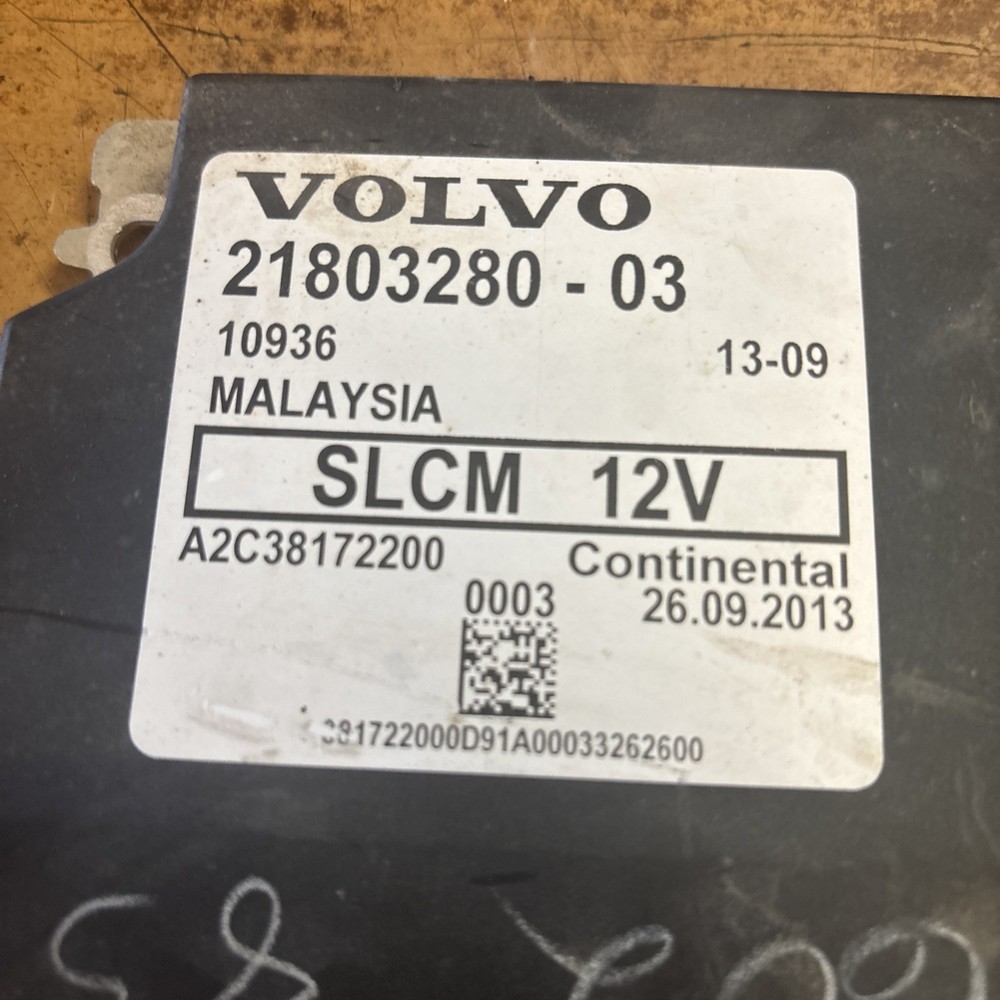 VOLVO
21803280 - 03
10936 13-09
MALAYSIA
SLCM 12V
A2C38172200 Continental
0003 26.09.2013
381722000D91A00033262600